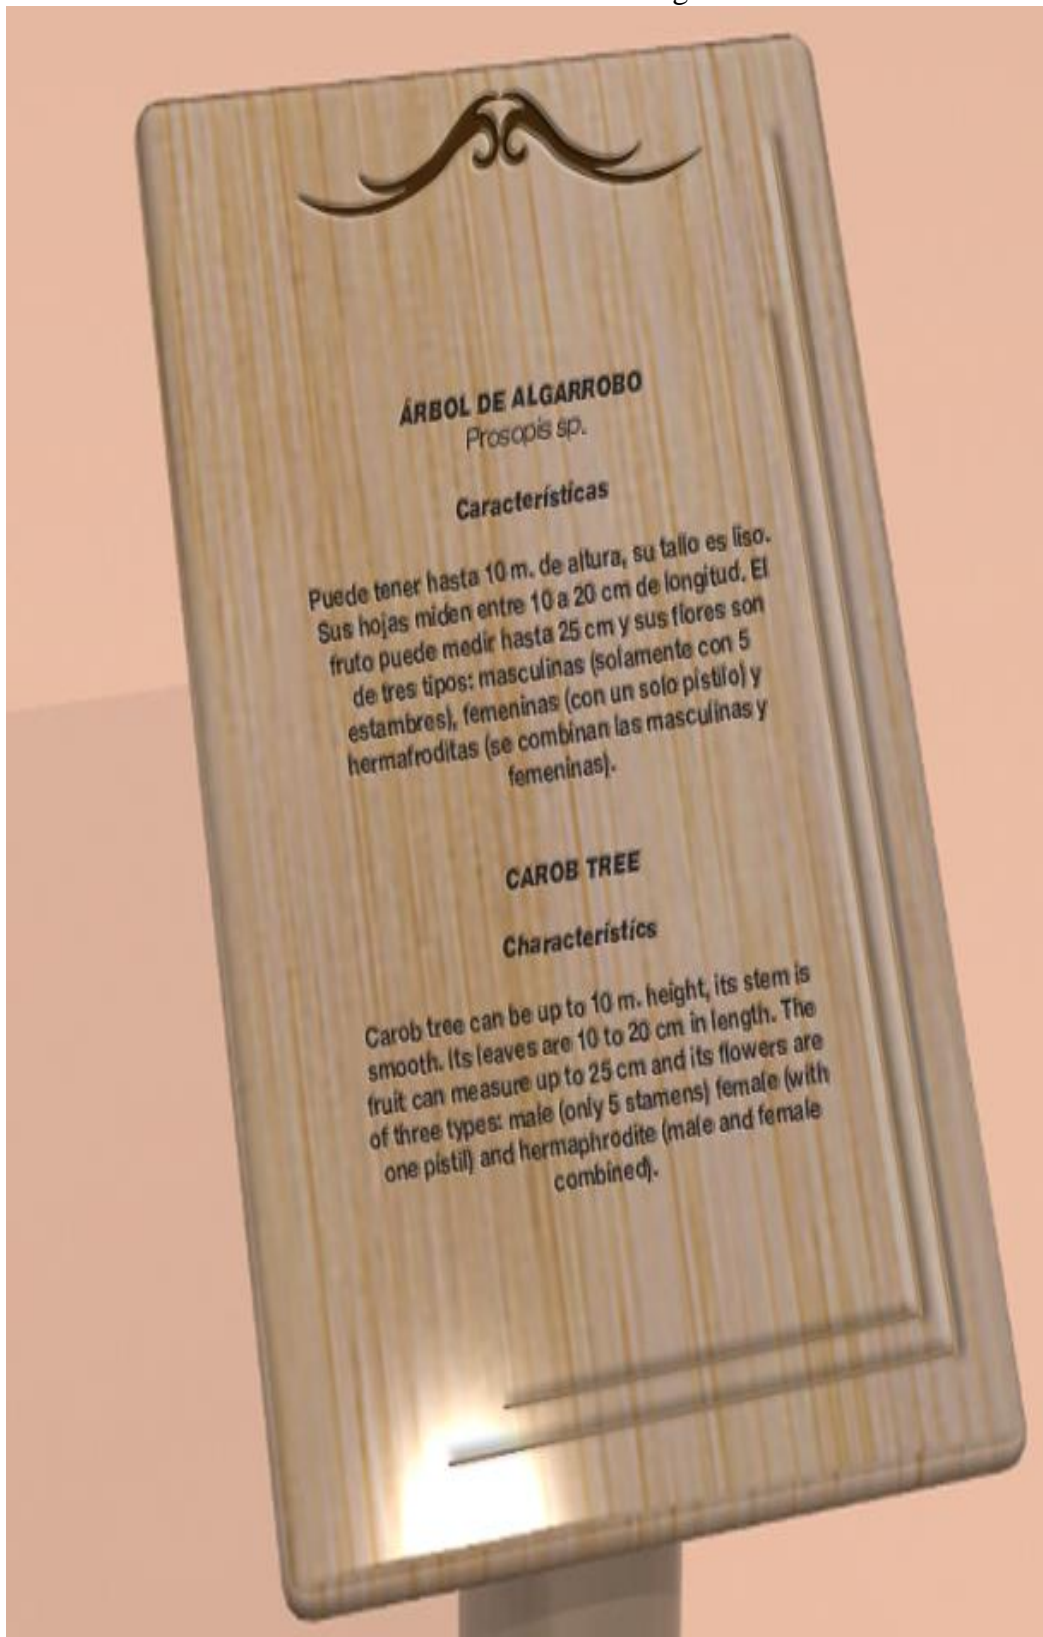 ÁRBOL DE ALGARROBO
Prosopis sp.
Características
Puede tener hasta 10 m. de altura, su tallo es liso.
Sus hojas miden entre 10 a 20 cm de longitud. El
fruto puede medir hasta 25 cm y sus flores son
de tres tipos: masculinas (solamente con 5
estambres), femeninas (con un solo pistilo) y
hermafroditas (se combinan las masculinas y
femeninas).
CAROB TREE
Characteristics
Carob tree can be up to 10 m. height, its stem is
smooth. Its leaves are 10 to 20 cm in length. The
fruit can measure up to 25 cm and its flowers are
of three types: male (only 5 stamens) female (with
one pistil) and hermaphrodite (male and female
combined).